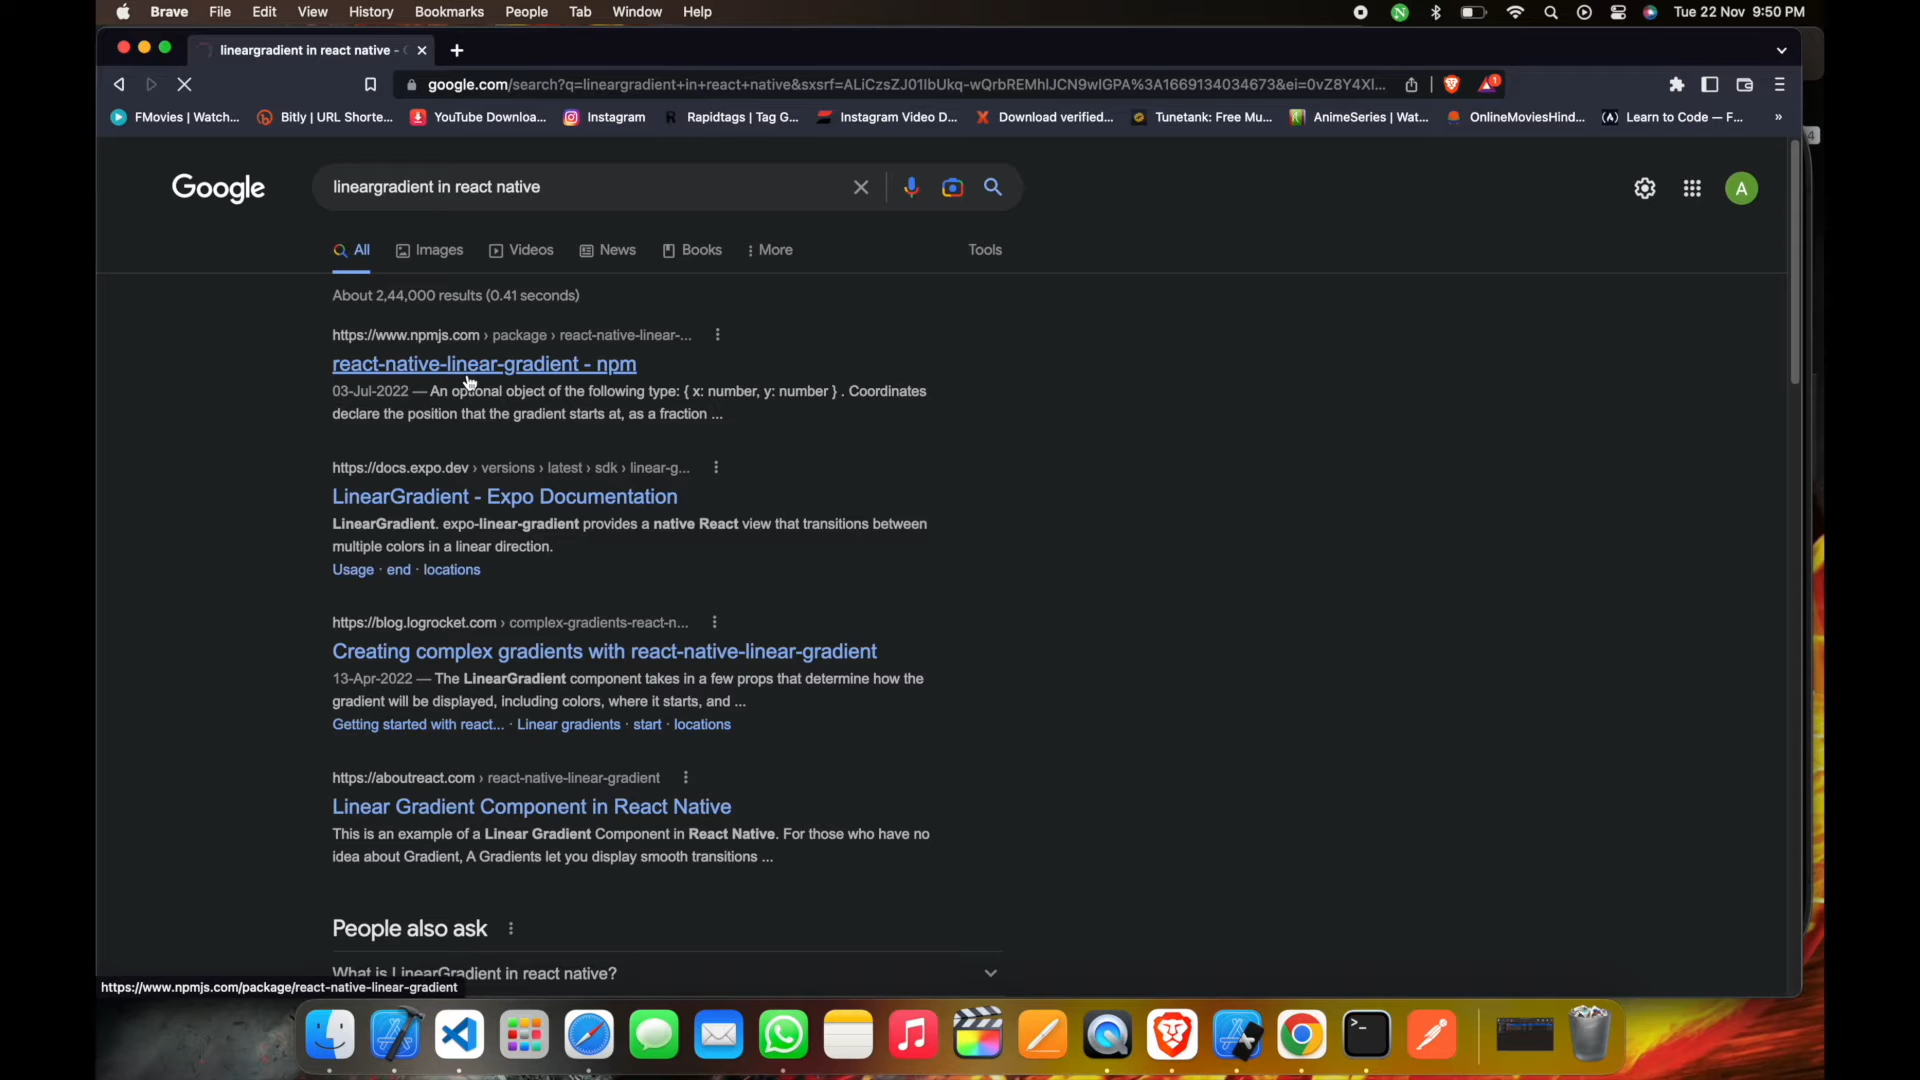 Brave File Edit View History Bookmarks People Tab Window Help Tue 22 Nov 9:50 PM
lineargradient in react native -
google.com/search?q=lineargradient+in+react+native&sxsrf=ALiCzsZJ01lbUkq-wQrbREMhlJCN9wIGPA%3A1669134034673&ei=0vZ8Y4Xl...
1
FMovies | Watch... Bitly | URL Shorte... YouTube Downloa... Instagram Rapidtags | Tag G... Instagram Video D... Download verified... Tunetank: Free Mu... AnimeSeries | Wat... OnlineMoviesHind... Learn to Code — F... »
4
Google lineargradient in react native A
All Images Videos News Books More Tools
About 2,44,000 results (0.41 seconds)
https://www.npmjs.com › package › react-native-linear-...
react-native-linear-gradient - npm
03-Jul-2022 — An optional object of the following type: { x: number, y: number } . Coordinates
declare the position that the gradient starts at, as a fraction ...
https://docs.expo.dev › versions › latest › sdk › linear-g...
LinearGradient - Expo Documentation
LinearGradient. expo-linear-gradient provides a native React view that transitions between
multiple colors in a linear direction.
Usage · end · locations
https://blog.logrocket.com › complex-gradients-react-n...
Creating complex gradients with react-native-linear-gradient
13-Apr-2022 — The LinearGradient component takes in a few props that determine how the
gradient will be displayed, including colors, where it starts, and ...
Getting started with react... · Linear gradients · start · locations
https://aboutreact.com › react-native-linear-gradient
Linear Gradient Component in React Native
This is an example of a Linear Gradient Component in React Native. For those who have no
idea about Gradient, A Gradients let you display smooth transitions ...
People also ask
What is LinearGradient in react native?
https://www.npmjs.com/package/react-native-linear-gradient